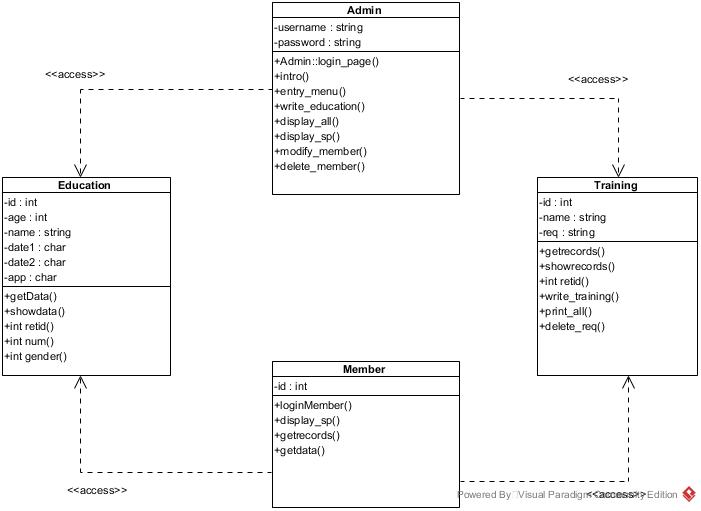 Admin
-username : string
-password : string
+Admin::login_page()
+intro()
+entry_menu()
+write_education()
+display_all()
+display_sp()
+modify_member()
+delete_member()
<<access>>
<<access>>
Education
-id : int
-age : int
-name : string
-date1 : char
-date2 : char
-app : char
+getData()
+showdata()
+int retid()
+int num()
+int gender()
Training
-id : int
-name : string
-req : string
+getrecords()
+showrecords()
+int retid()
+write_training()
+print_all()
+delete_req()
Member
-id : int
+loginMember()
+display_sp()
+getrecords()
+getdata()
<<access>>
<<access>>
Powered By Visual Paradigm Community Edition